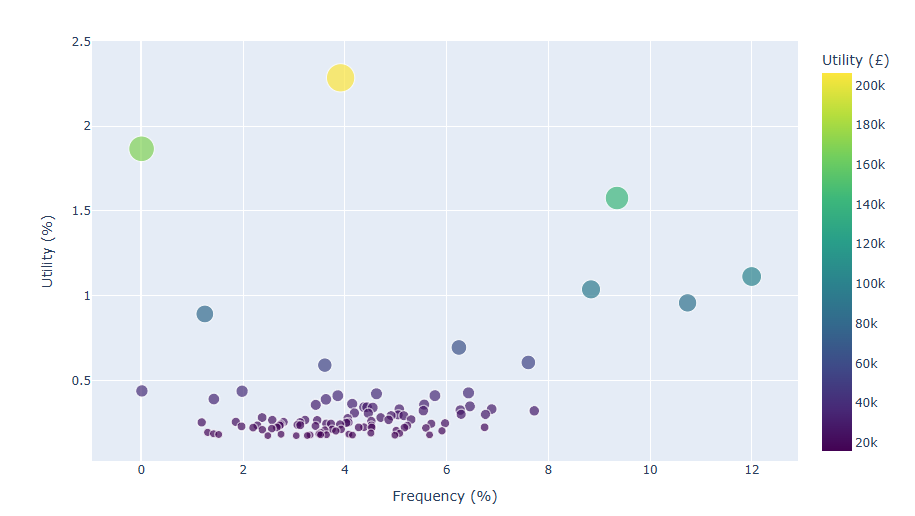 2.5
2
1.5
1
0.5
Utility (%)
0
2
4
6
8
10
12
Frequency (%)
Utility (£)
200k
180k
160k
140k
120k
100k
80k
60k
40k
20k